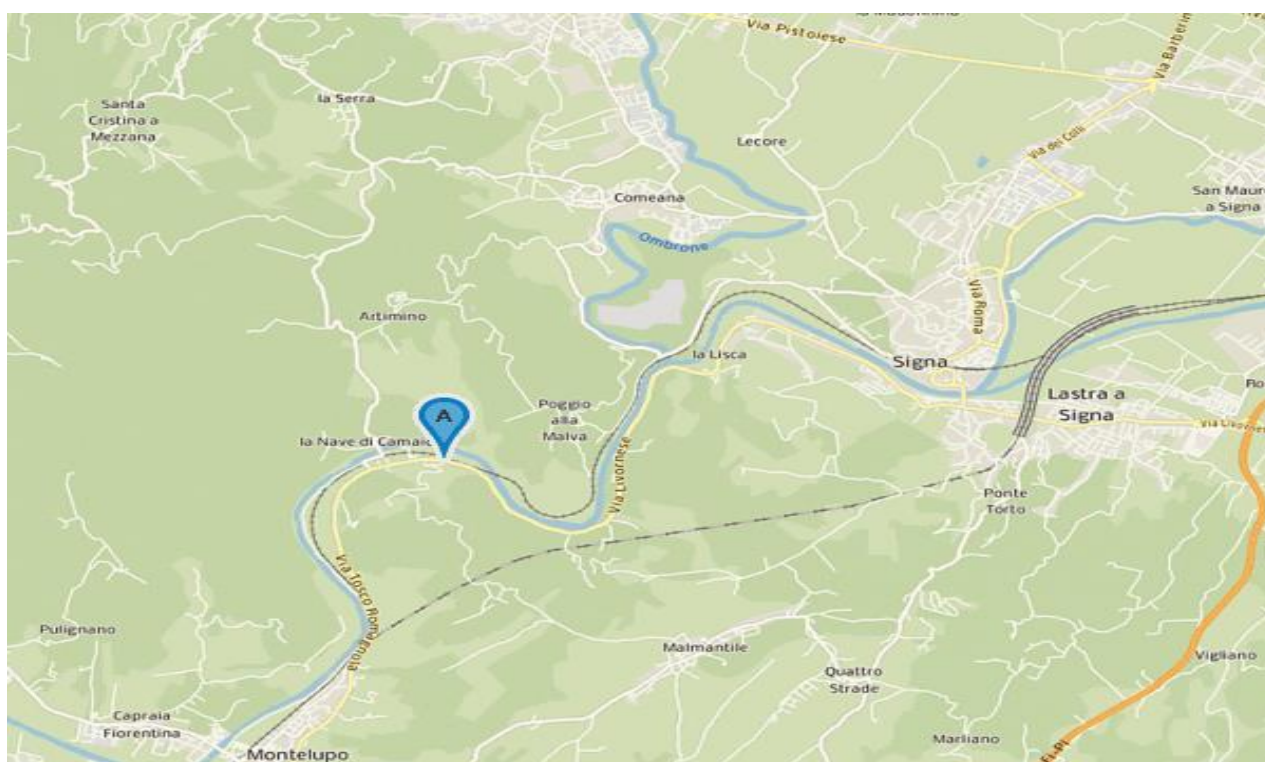 Via Pistoiese
Via Barberin
Santa
Cristina a
Mezzana
la Serra
Lecore
Via dei Colli
San Mauro
a Signa
Comeana
Ombrone
Artimino
Via Roma
la Lisca
Signa
Lastra a
Signa
Poggio
alla
Malva
A
la Nave di Camaio
Via Livornese
Ponte
Torto
Via Tosco Romagnola
Pulignano
Malmantile
Quattro
Strade
Vigliano
Capraia
Fiorentina
Marliano
Montelupo
FI-PI